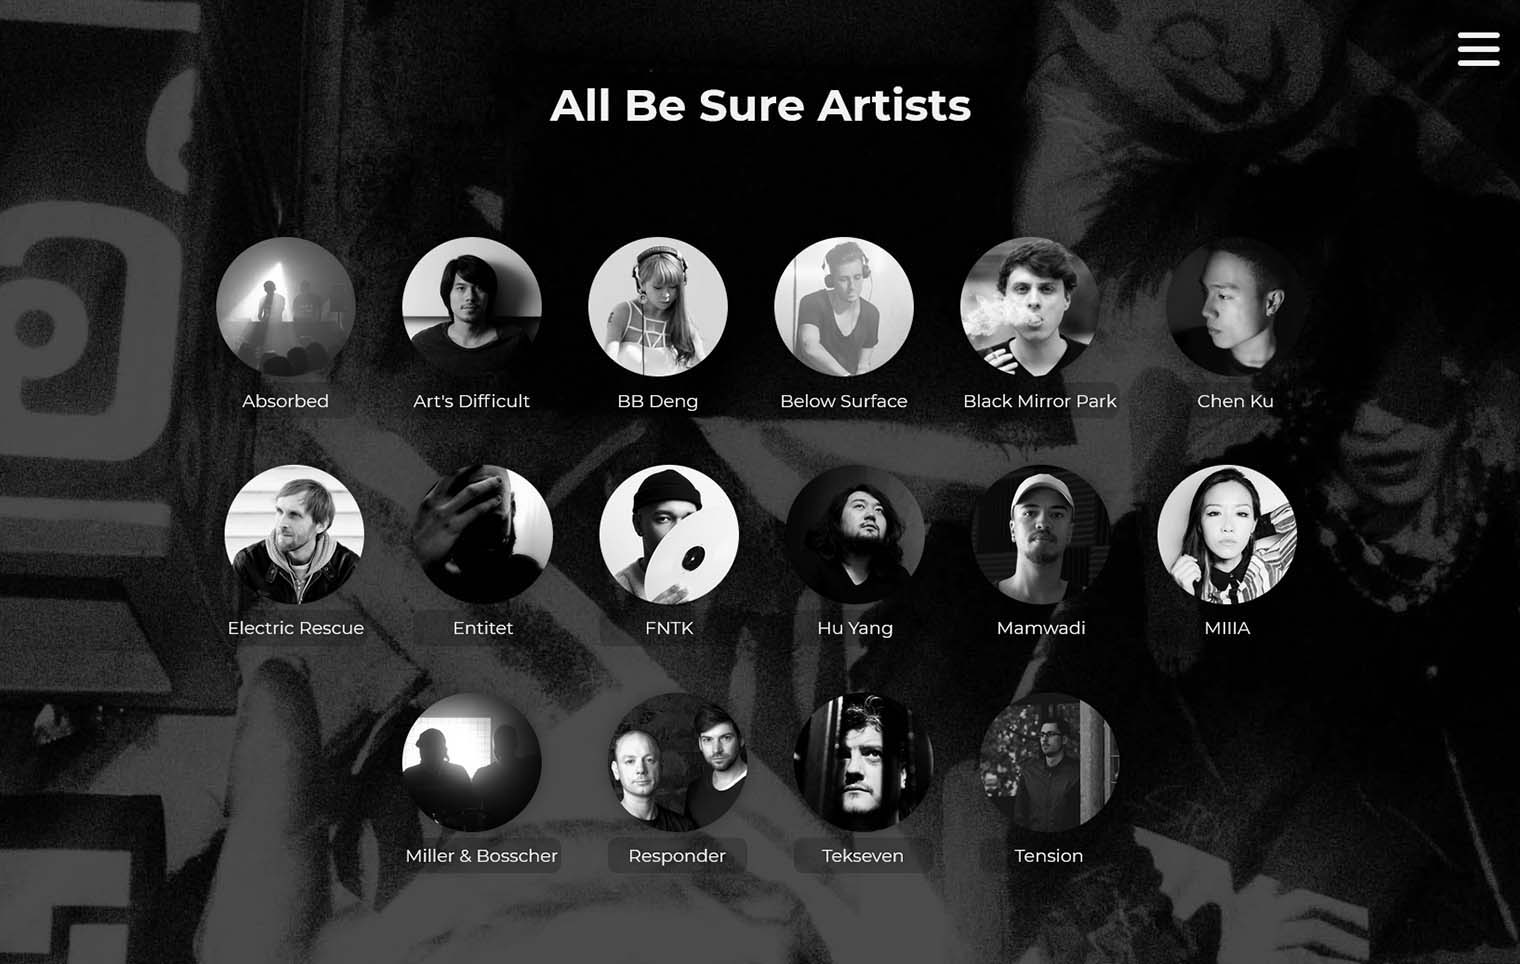 All Be Sure Artists
Absorbed
Art's Difficult
BB Deng
Below Surface
Black Mirror Park
Chen Ku
Electric Rescue
Entitet
FNTK
Hu Yang
Mamwadi
MIIIA
Miller & Bosscher
Responder
Tekseven
Tension